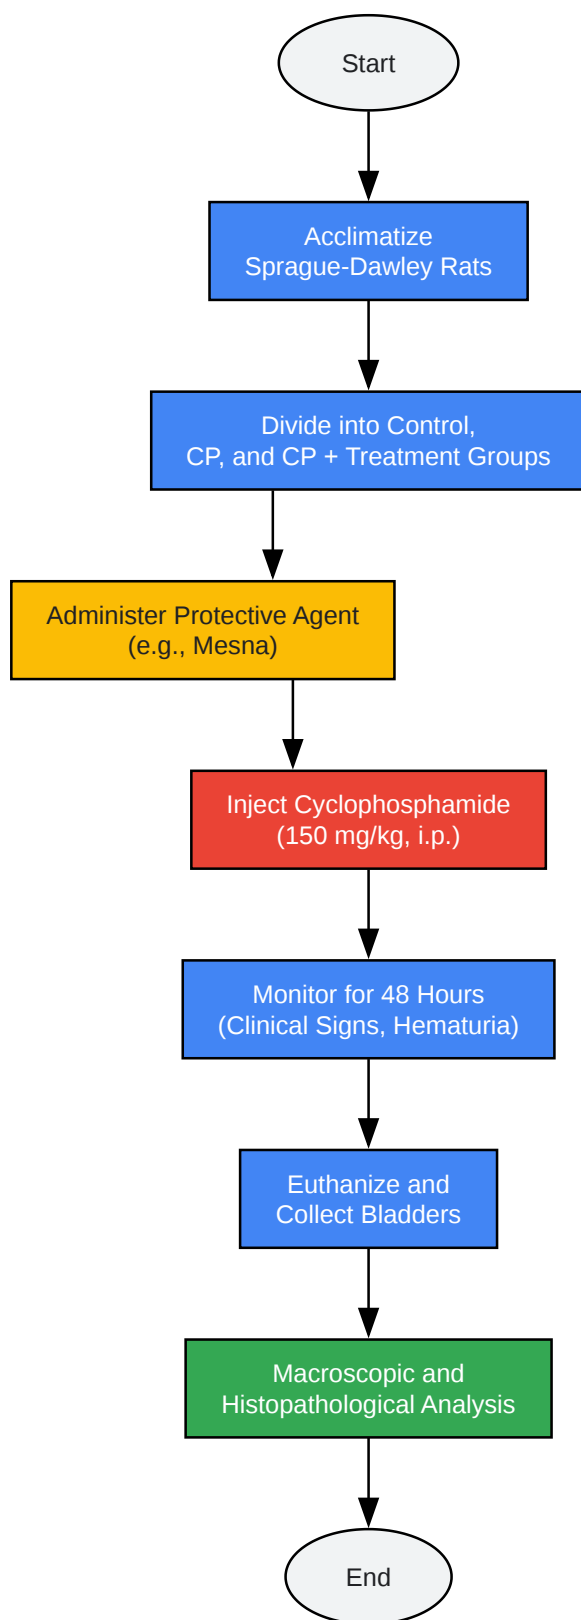 Start
Acclimatize
Sprague-Dawley Rats
Divide into Control,
CP, and CP + Treatment Groups
Administer Protective Agent
(e.g., Mesna)
Inject Cyclophosphamide
(150 mg/kg, i.p.)
Monitor for 48 Hours
(Clinical Signs, Hematuria)
Euthanize and
Collect Bladders
Macroscopic and
Histopathological Analysis
End